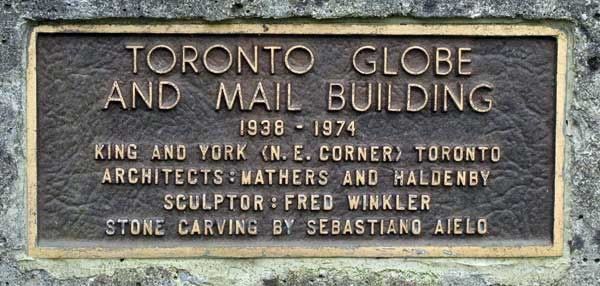 TORONTO GLOBE
AND MAIL BUILDING
1938 - 1974
KING AND YORK (N. E. CORNER) TORONTO
ARCHITECTS: MATHERS AND HALDENBY
SCULPTOR: FRED WINKLER
STONE CARVING BY SEBASTIANO AIELO